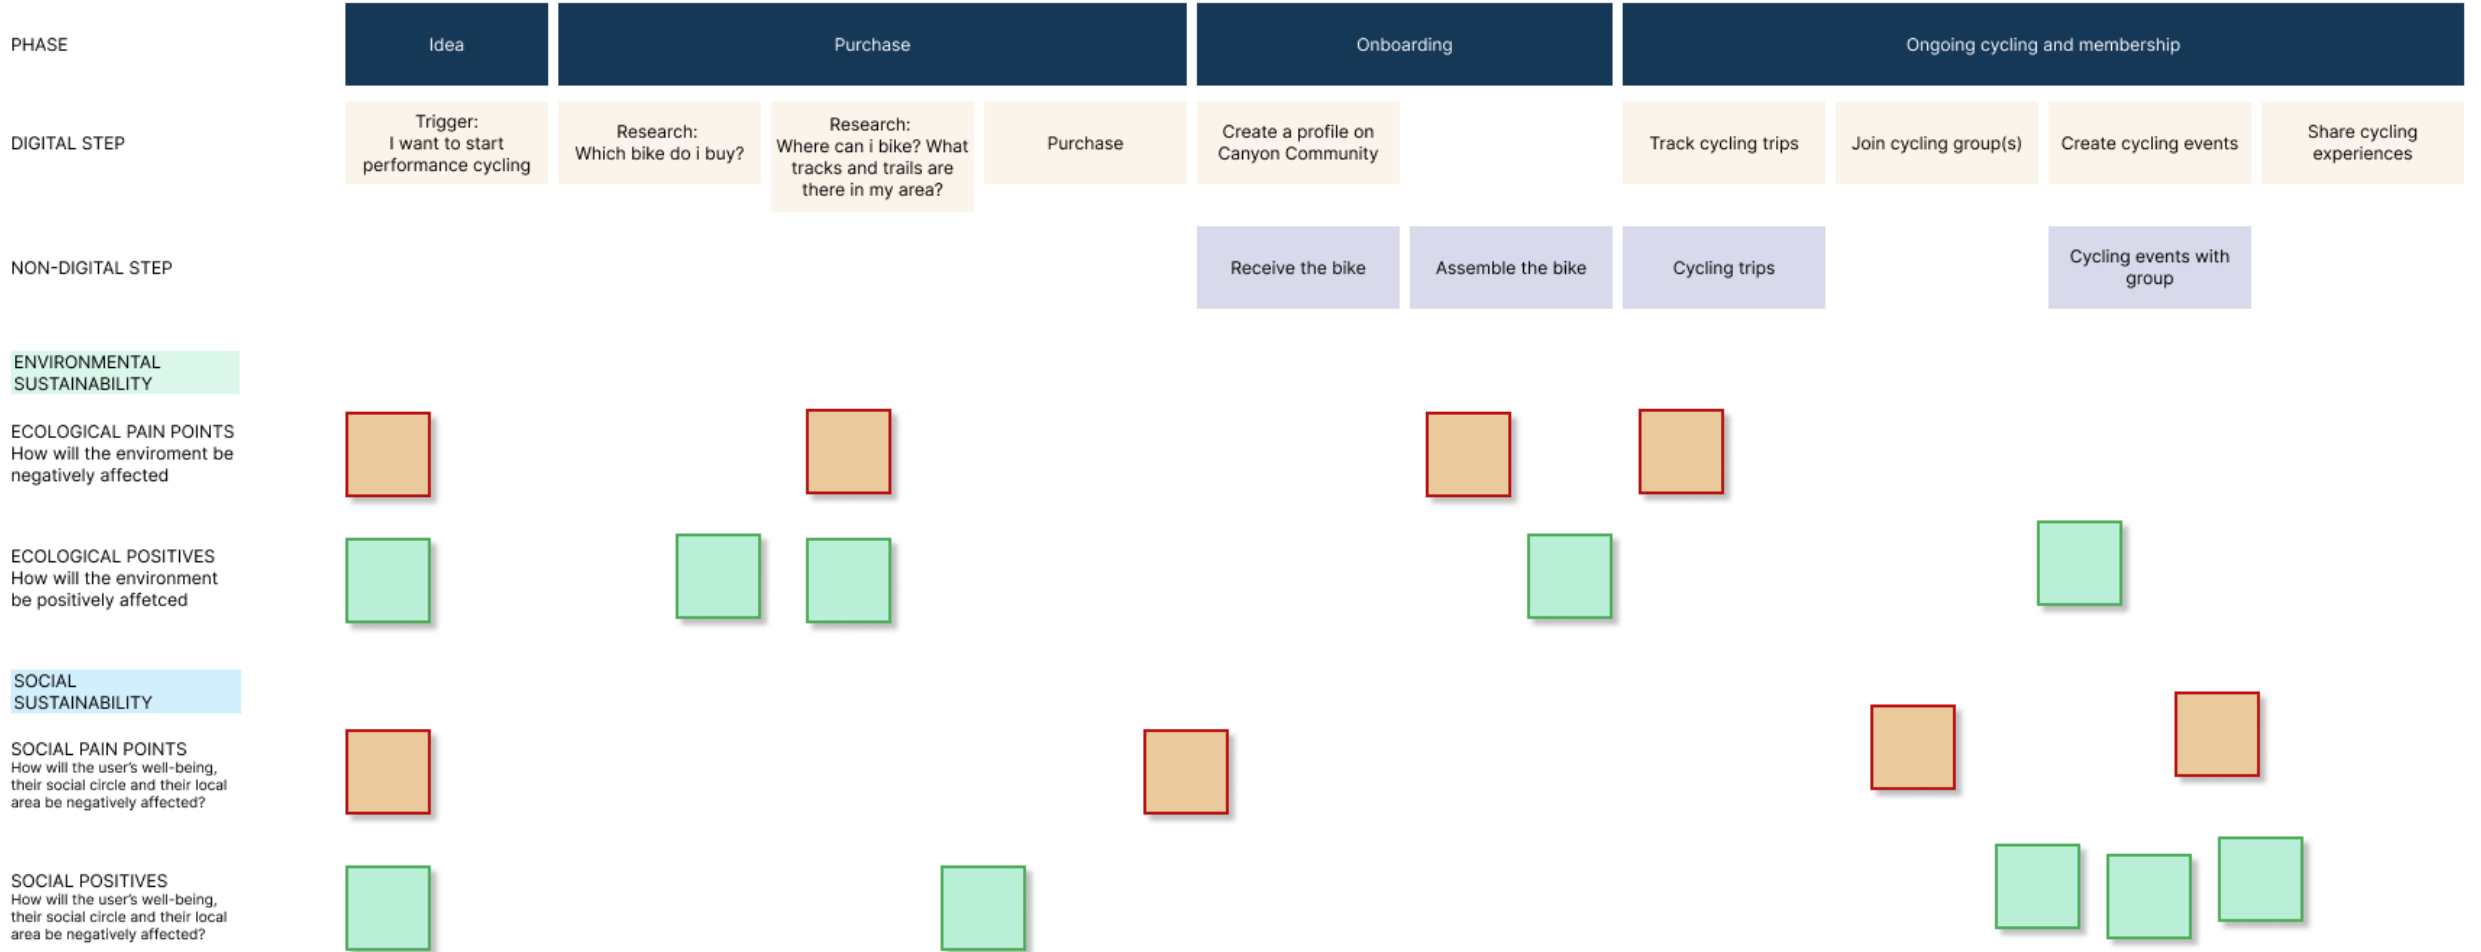 PHASE
Idea
Purchase
Onboarding
Ongoing cycling and membership
DIGITAL STEP
Trigger:
I want to start
performance cycling
Research:
Which bike do i buy?
Research:
Where can i bike? What
tracks and trails are
there in my area?
Purchase
Create a profile on
Canyon Community
Track cycling trips
Join cycling group(s)
Create cycling events
Share cycling
experiences
NON-DIGITAL STEP
Receive the bike
Assemble the bike
Cycling trips
Cycling events with
group
ENVIRONMENTAL
SUSTAINABILITY
ECOLOGICAL PAIN POINTS
How will the enviroment be
negatively affected
ECOLOGICAL POSITIVES
How will the environment
be positively affetced
SOCIAL
SUSTAINABILITY
SOCIAL PAIN POINTS
How will the user's well-being,
their social circle and their local
area be negatively affected?
SOCIAL POSITIVES
How will the user's well-being,
their social circle and their local
area be negatively affected?